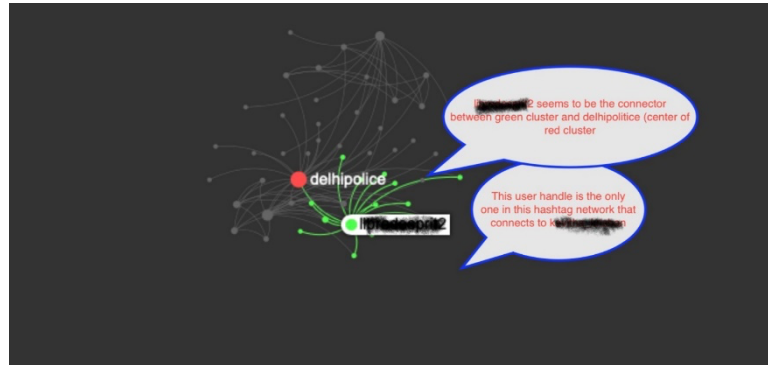 2 seems to be the connector
between green cluster and delhipolitice (center of
red cluster
This user handle is the only
one in this hashtag network that
connects to
delhipolice